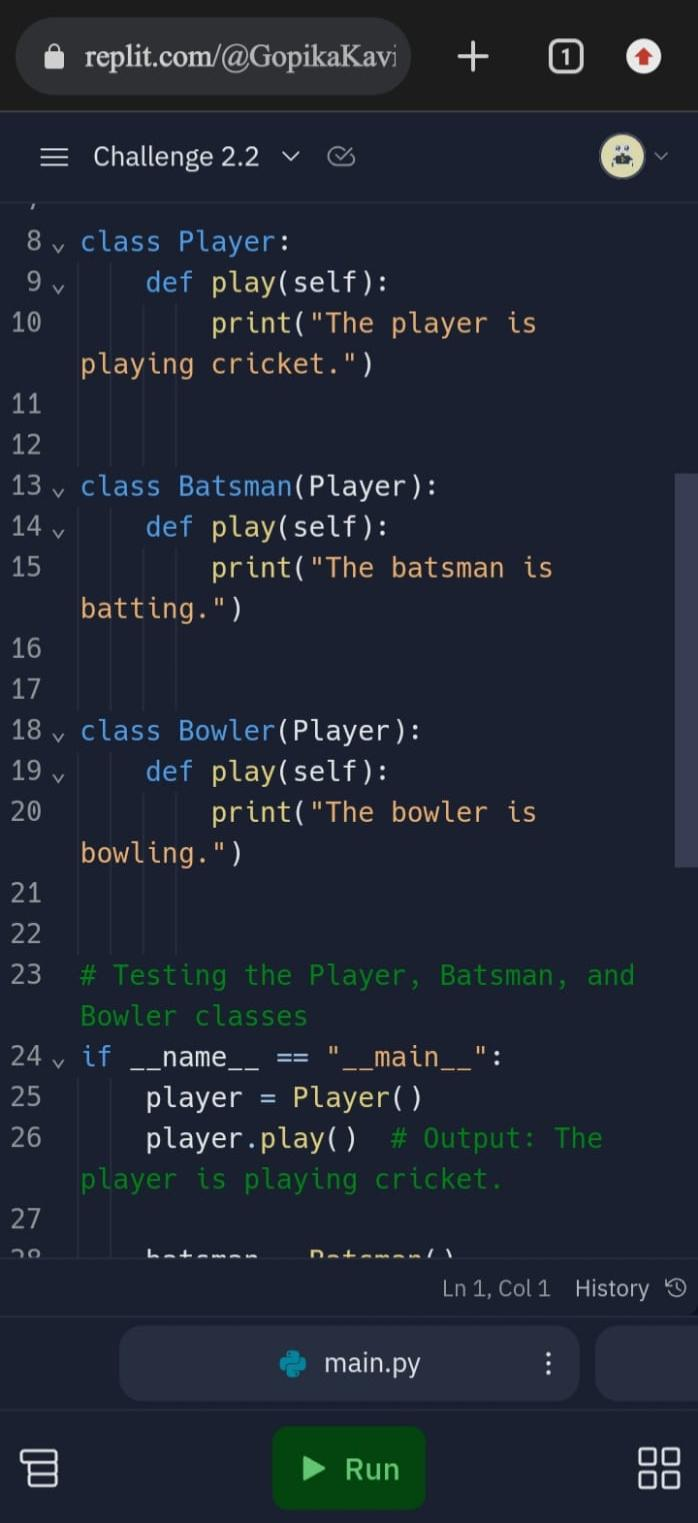 replit.com/@GopikaKavi
1
Challenge 2.2
8 class Player:
9 def play(self):
10 print("The player is
playing cricket.")
11
12
13 class Batsman(Player):
14 def play(self):
15 print("The batsman is
batting.")
16
17
18 class Bowler(Player):
19 def play(self):
20 print("The bowler is
bowling.")
21
22
23 # Testing the Player, Batsman, and
Bowler classes
24 if __name__ == "__main__":
25 player = Player()
26 player.play() # Output: The
player is playing cricket.
27
28 batsman = Batsman()
Ln 1, Col 1 History
main.py
Run